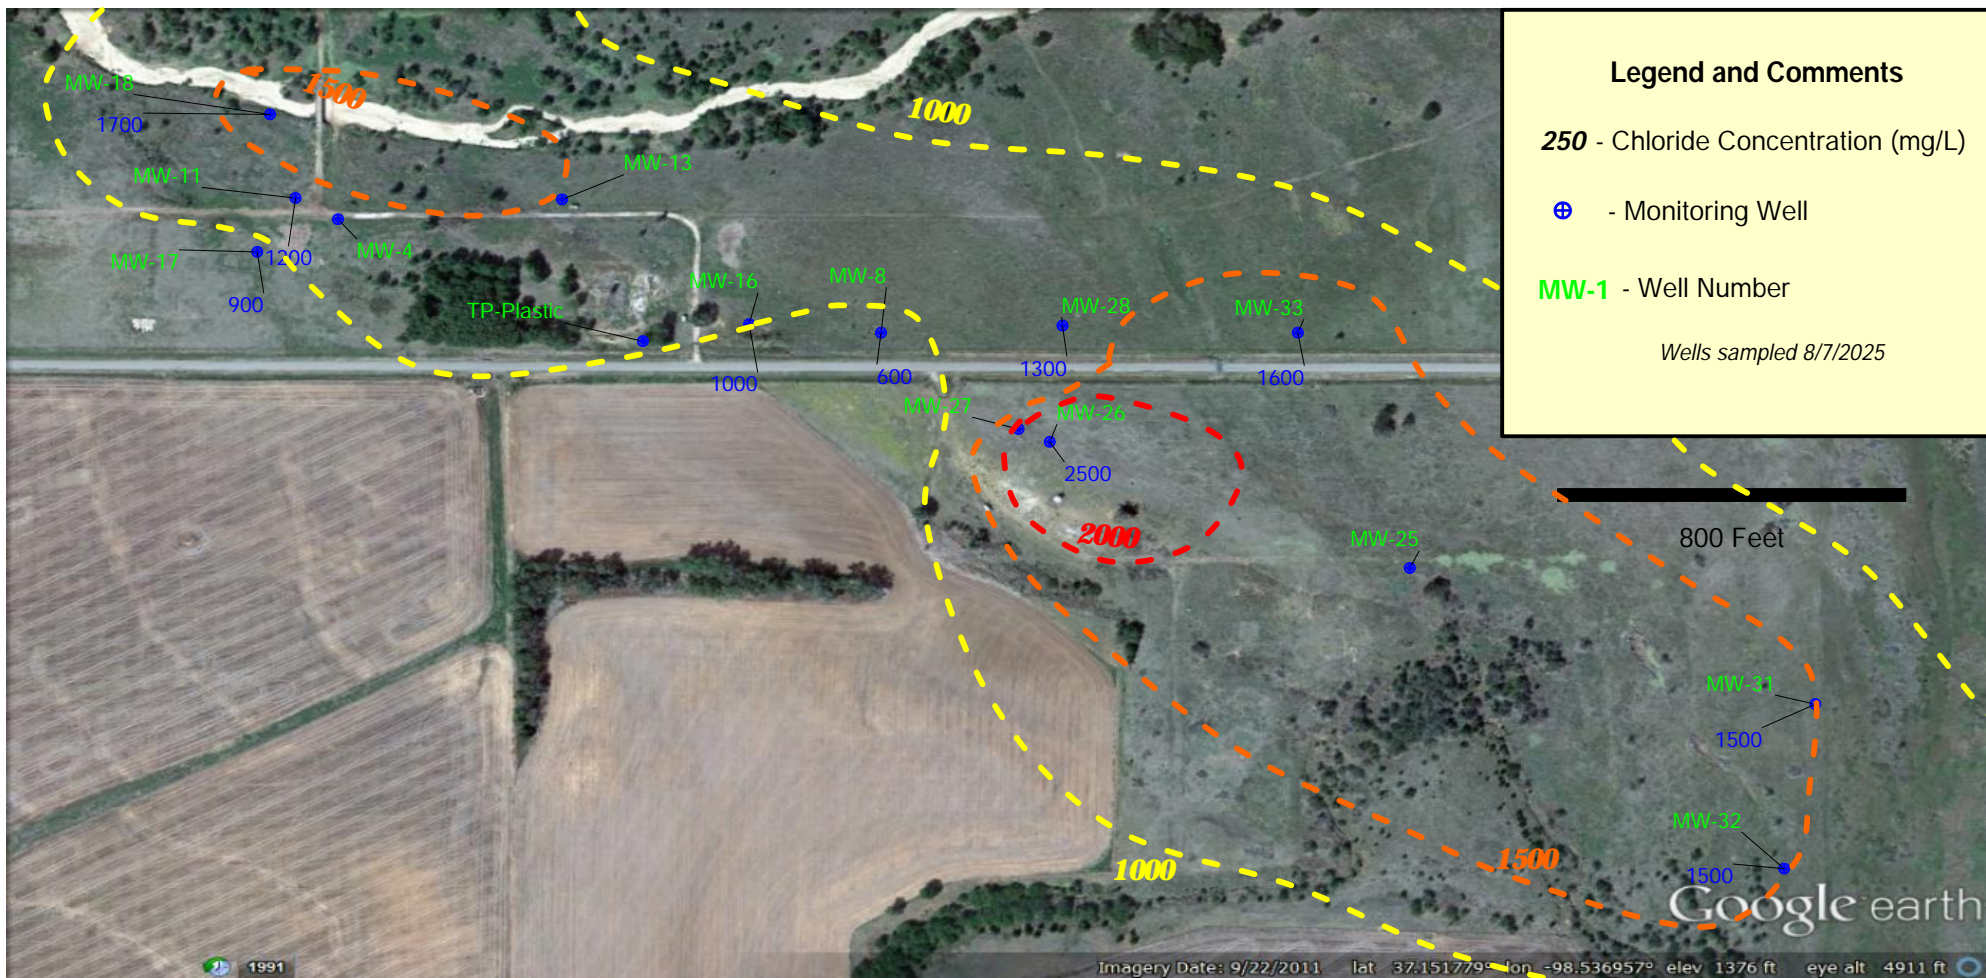 Legend and Comments
250 - Chloride Concentration (mg/L)
- Monitoring Well
MW-1 - Well Number
Wells sampled 8/7/2025
MW-18
1500
1700
1000
MW-13
MW-11
MW-4
MW-17
1200
900
MW-16
MW-8
TP-Plastic
MW-28
MW-33
1000
600
1300
1600
MW-27
MW-26
2500
2000
MW-25
800 Feet
MW-31
1500
MW-32
1500
1500
1000
Google earth
1991
Imagery Date: 9/22/2011 lat 37.151779° lon -98.536957° elev 1376 ft eye alt 4911 ft